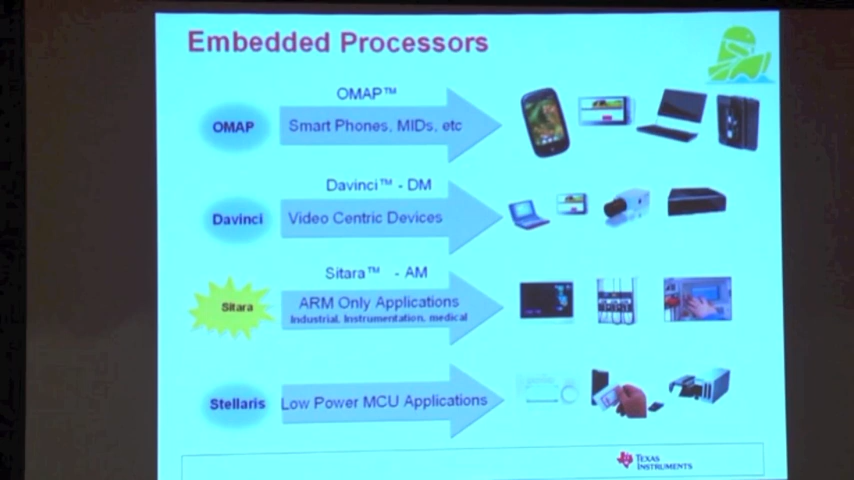 Embedded Processors
OMAP™
OMAP
Smart Phones, MIDs, etc
Davinci™ - DM
Davinci
Video Centric Devices
Sitara™ - AM
Sitara
ARM Only Applications
Industrial, Instrumentation, medical
Stellaris
Low Power MCU Applications
TEXAS
INSTRUMENTS